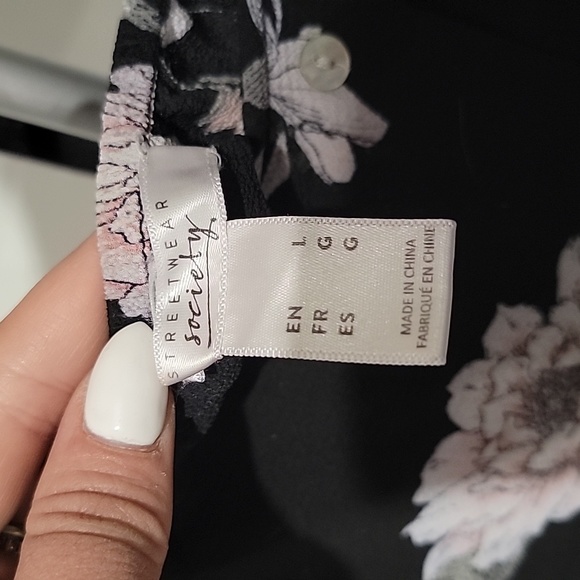 STREETWEAR
society
EN L
FR G
ES G
MADE IN CHINA
FABRIQUÉ EN CHINE